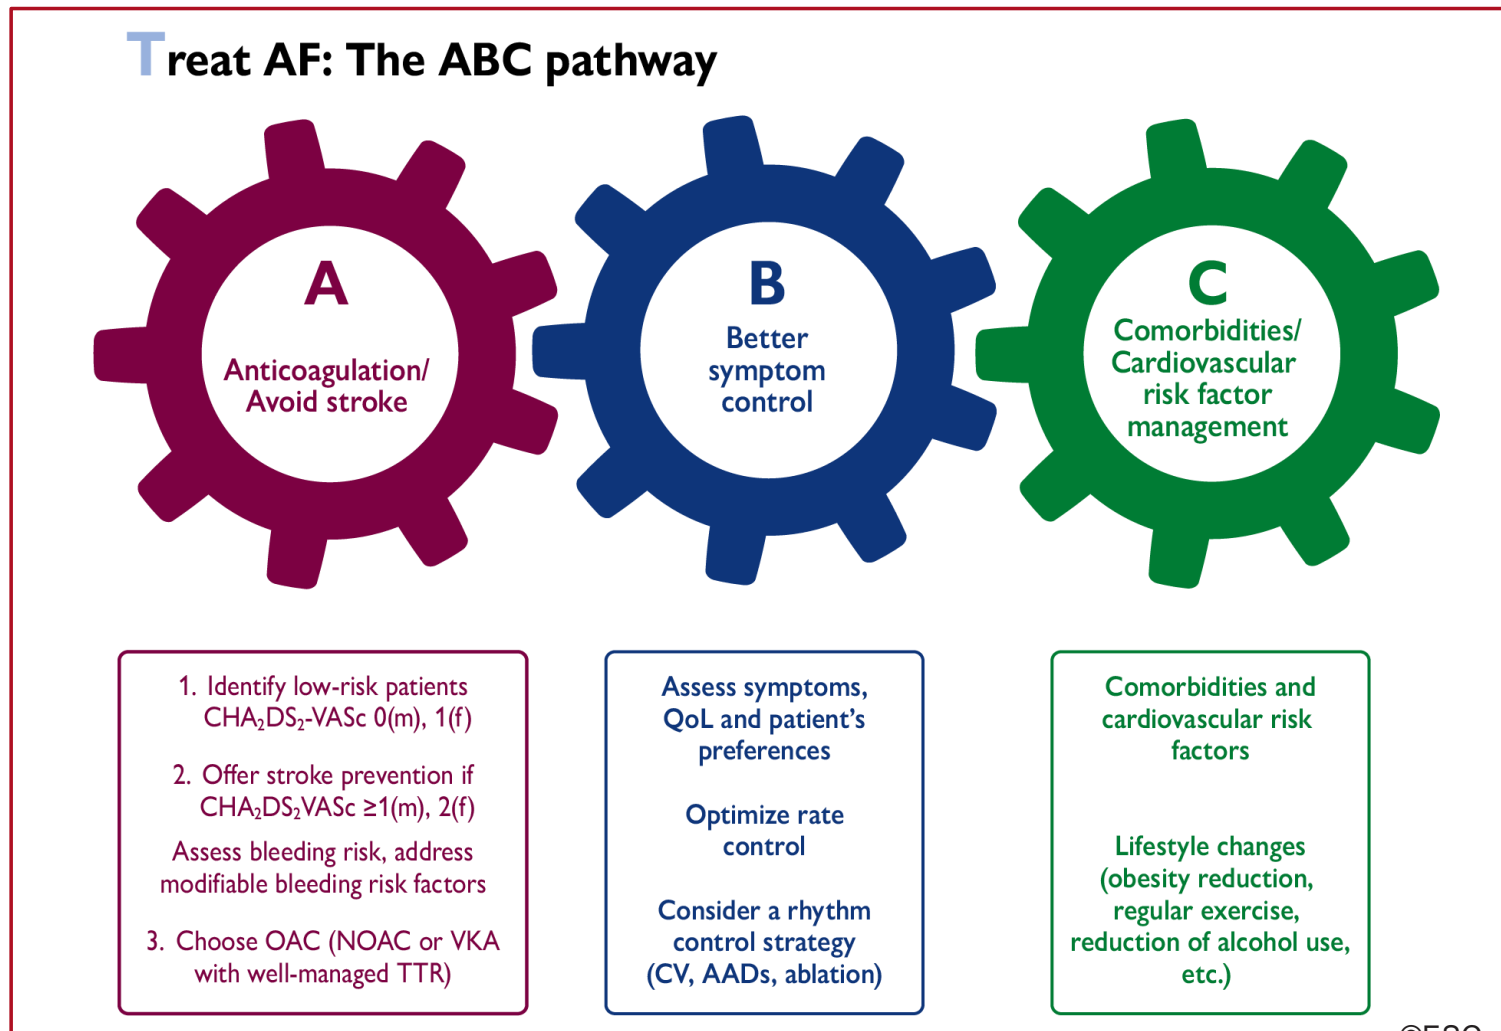 Treat AF: The ABC pathway
A
Anticoagulation/
Avoid stroke
B
Better
symptom
control
C
Comorbidities/
Cardiovascular
risk factor
management
1. Identify low-risk patients
CHA₂DS₂-VASc 0(m), 1(f)
2. Offer stroke prevention if
CHA₂DS₂VASc ≥1(m), 2(f)
Assess bleeding risk, address
modifiable bleeding risk factors
3. Choose OAC (NOAC or VKA
with well-managed TTR)
Assess symptoms,
QoL and patient’s
preferences
Optimize rate
control
Consider a rhythm
control strategy
(CV, AADs, ablation)
Comorbidities and
cardiovascular risk
factors
Lifestyle changes
(obesity reduction,
regular exercise,
reduction of alcohol use,
etc.)